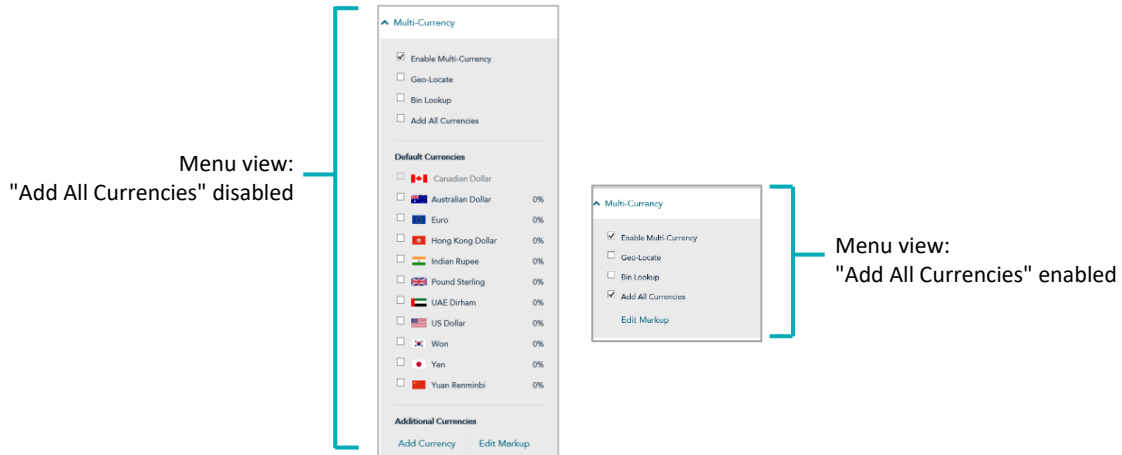 Menu view:
"Add All Currencies" disabled
Multi-Currency
Enable Multi-Currency
Geo-Locate
Bin Lookup
Add All Currencies
Default Currencies
Canadian Dollar
Australian Dollar 0%
Euro 0%
Hong Kong Dollar 0%
Indian Rupee 0%
Pound Sterling 0%
UAE Dirham 0%
US Dollar 0%
Won 0%
Yen 0%
Yuan Renminbi 0%
Additional Currencies
Add Currency Edit Markup
Multi-Currency
Enable Multi-Currency
Geo-Locate
Bin Lookup
Add All Currencies
Edit Markup
Menu view:
"Add All Currencies" enabled